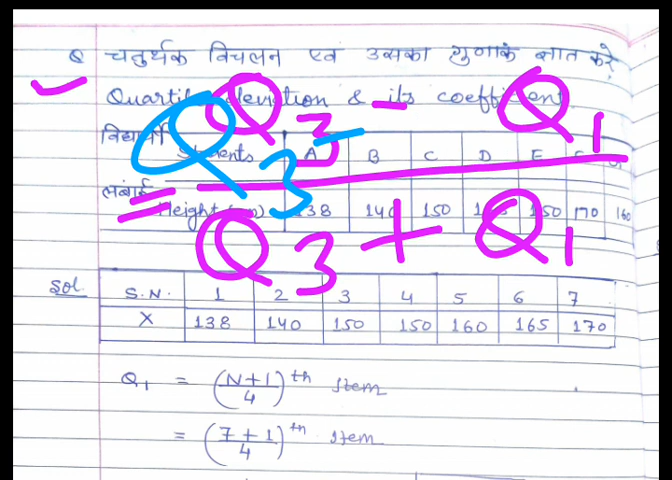 Q चतुर्थक विचलन एवं उसका गुणांक ज्ञात करे
Quartile deviation & its coefficient
Q3 - Q1
Q3
= Q3 + Q1
विद्यार्थी Students A B C D E
लंबाई Height 138 140 150 150 170 160
Sol. S.N. 1 2 3 4 5 6 7
X 138 140 150 150 160 165 170
Q1 = (N+1/4)th item
= (7+1/4)th item